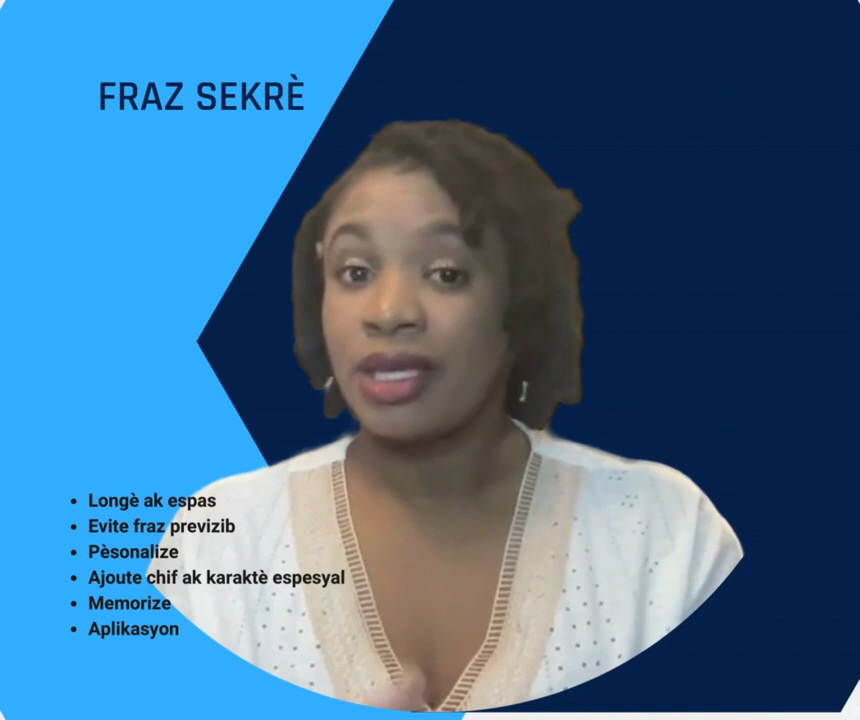 FRAZ SEKRÈ
• Longè ak espas
• Evite fraz previzib
• Pèsonalize
• Ajoute chif ak karaktè espesyal
• Memorize
• Aplikasyon